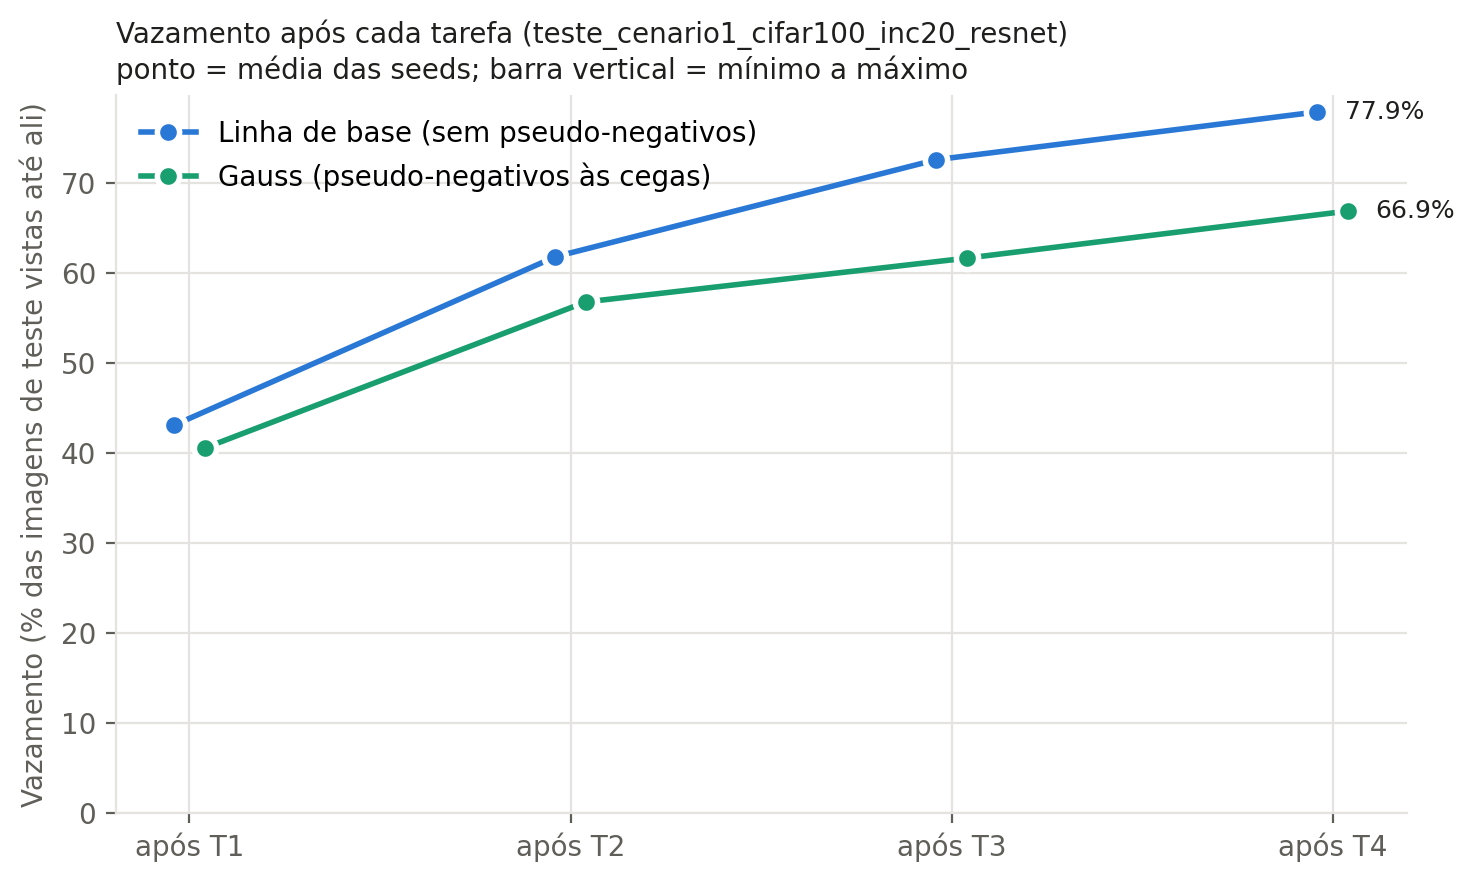 Vazamento após cada tarefa (teste_cenario1_cifar100_inc20_resnet)
ponto = média das seeds; barra vertical = mínimo a máximo
Linha de base (sem pseudo-negativos)
Gauss (pseudo-negativos às cegas)
77.9%
66.9%
Vazamento (% das imagens de teste vistas até ali)
70
60
50
40
30
20
10
0
após T1
após T2
após T3
após T4